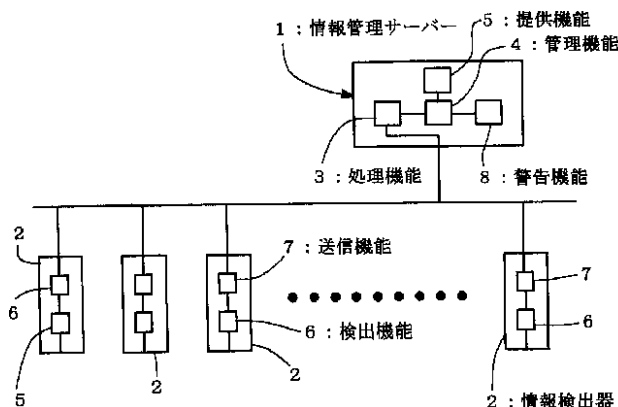 5：提供機能
1：情報管理サーバー
4：管理機能
3：処理機能
8：警告機能
2
7：送信機能
7
6
6：検出機能
6
5
2
2
2：情報検出器